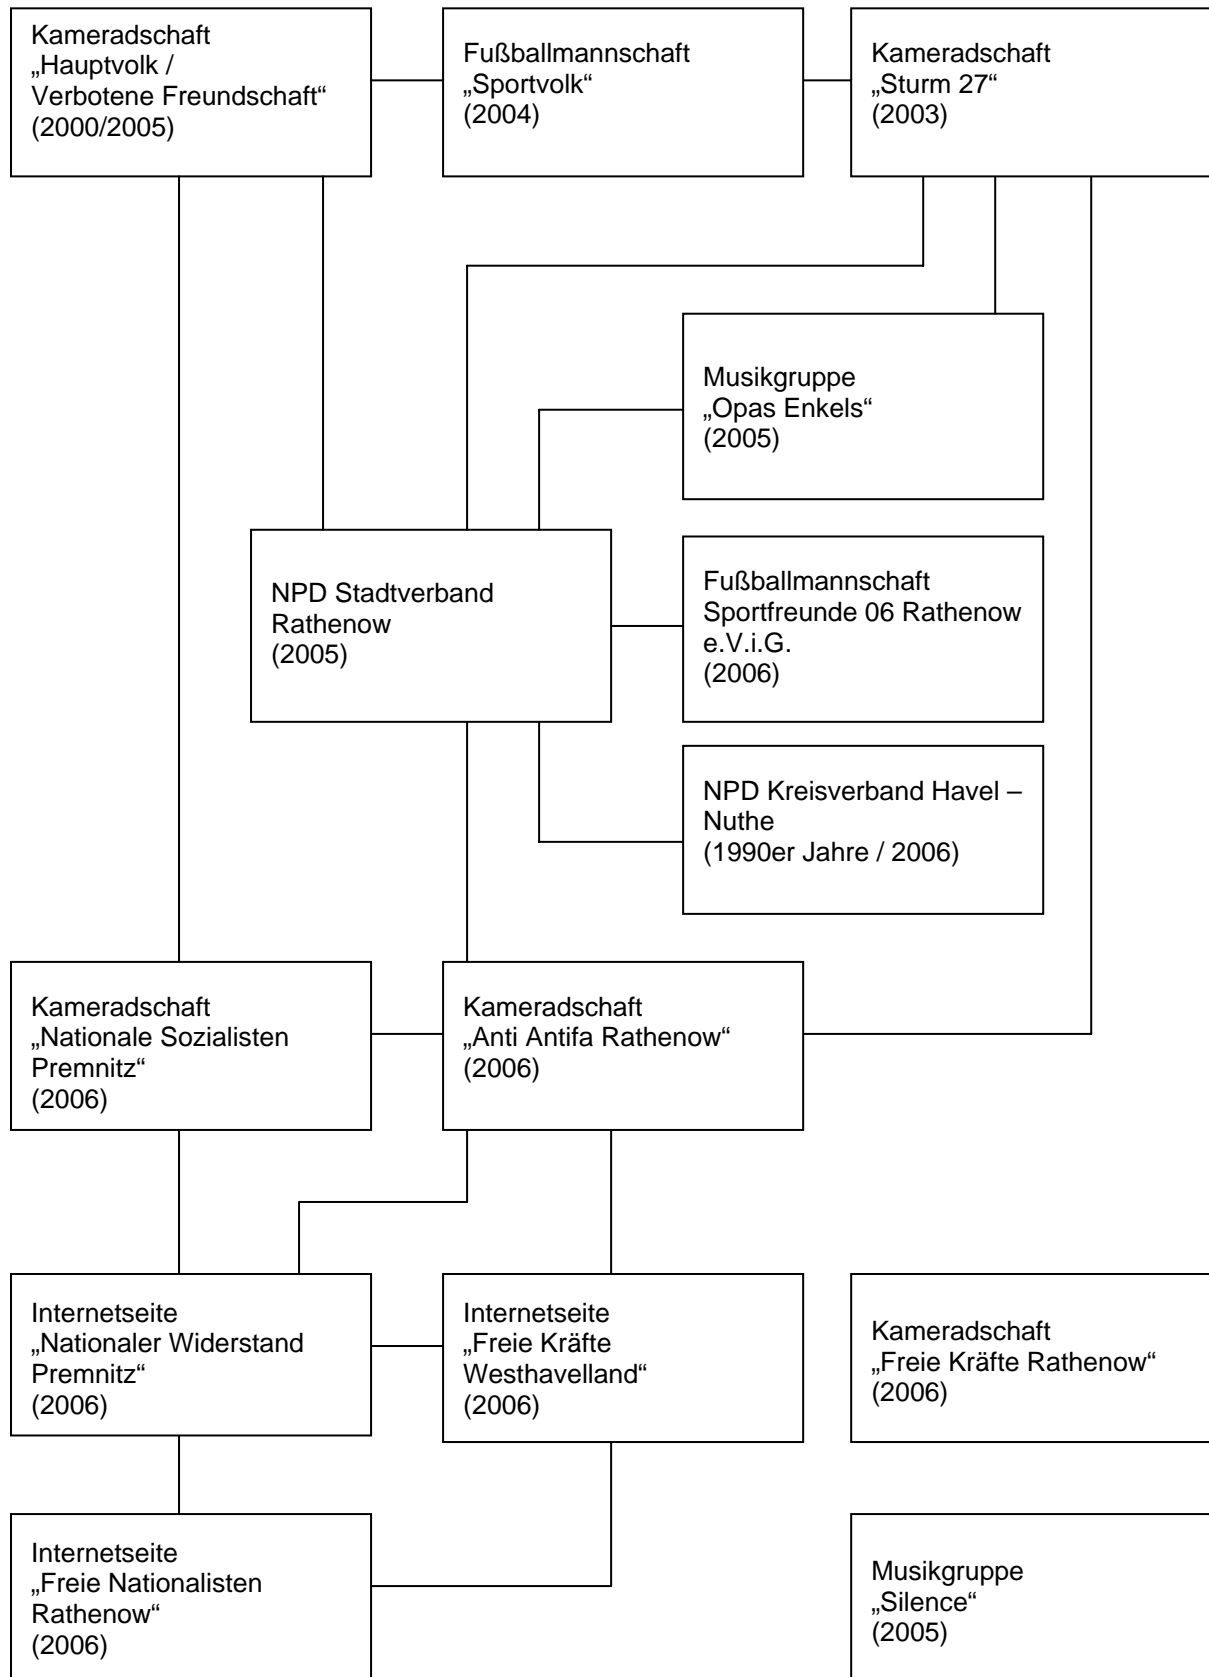 Kameradschaft
„Hauptvolk /
Verbotene Freundschaft“
(2000/2005)
Fußballmannschaft
„Sportvolk“
(2004)
Kameradschaft
„Sturm 27“
(2003)
Musikgruppe
„Opas Enkels“
(2005)
NPD Stadtverband
Rathenow
(2005)
Fußballmannschaft
Sportfreunde 06 Rathenow
e.V.i.G.
(2006)
NPD Kreisverband Havel –
Nuthe
(1990er Jahre / 2006)
Kameradschaft
„Nationale Sozialisten
Premnitz“
(2006)
Kameradschaft
„Anti Antifa Rathenow“
(2006)
Internetseite
„Nationaler Widerstand
Premnitz“
(2006)
Internetseite
„Freie Kräfte
Westhavelland“
(2006)
Kameradschaft
„Freie Kräfte Rathenow“
(2006)
Internetseite
„Freie Nationalisten
Rathenow“
(2006)
Musikgruppe
„Silence“
(2005)